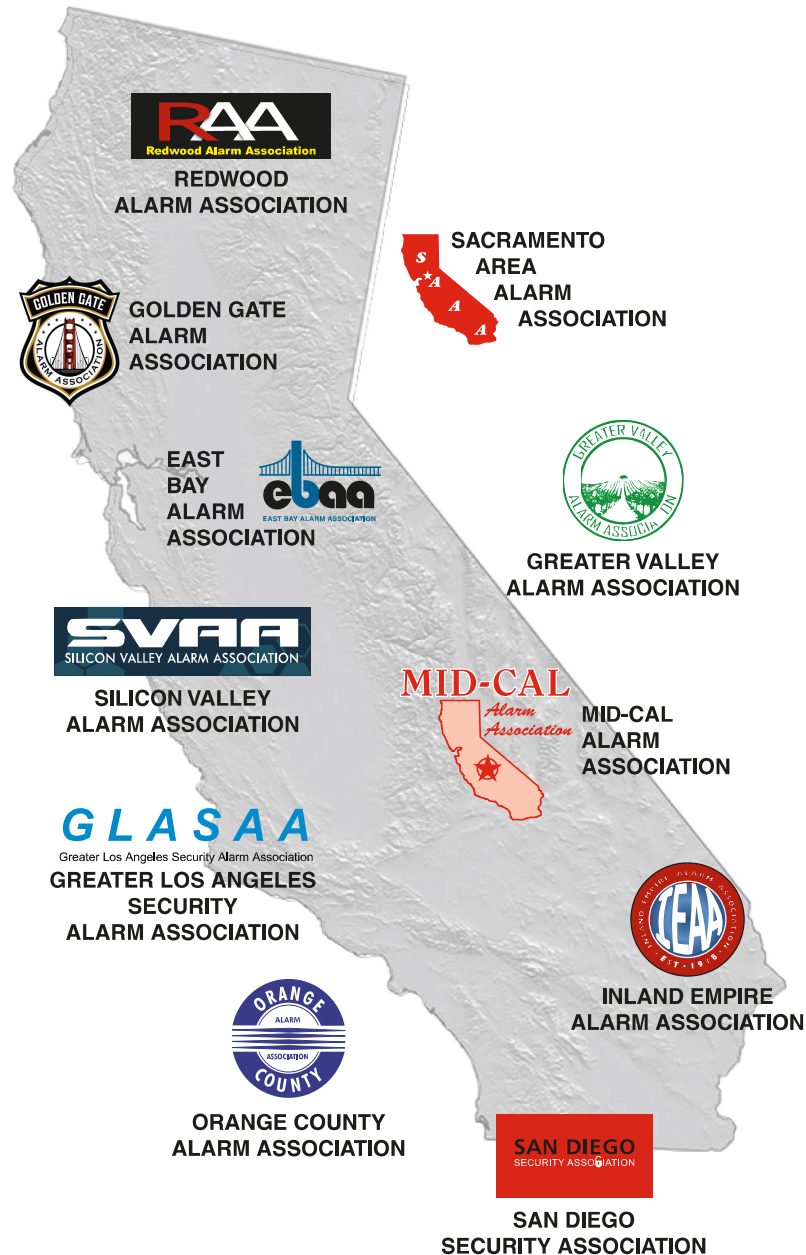 RAA
Redwood Alarm Association
REDWOOD
ALARM ASSOCIATION
S
A
A
A
SACRAMENTO
AREA
ALARM
ASSOCIATION
GOLDEN GATE
ALARM ASSOCIATION
GOLDEN GATE
ALARM
ASSOCIATION
EAST
BAY
ALARM
ASSOCIATION
ebaa
EAST BAY ALARM ASSOCIATION
GREATER VALLEY
ALARM ASSOCIA ON
GREATER VALLEY
ALARM ASSOCIATION
SVAA
SILICON VALLEY ALARM ASSOCIATION
SILICON VALLEY
ALARM ASSOCIATION
MID-CAL
Alarm
Association
MID-CAL
ALARM
ASSOCIATION
GLASAA
Greater Los Angeles Security Alarm Association
GREATER LOS ANGELES
SECURITY
ALARM ASSOCIATION
INLAND EMPIRE ALARM ASSOCIATION
IEAA
· EST · 1978 ·
INLAND EMPIRE
ALARM ASSOCIATION
ORANGE
ALARM
ASSOCIATION
COUNTY
ORANGE COUNTY
ALARM ASSOCIATION
SAN DIEGO
SECURITY ASSOCIATION
SAN DIEGO
SECURITY ASSOCIATION